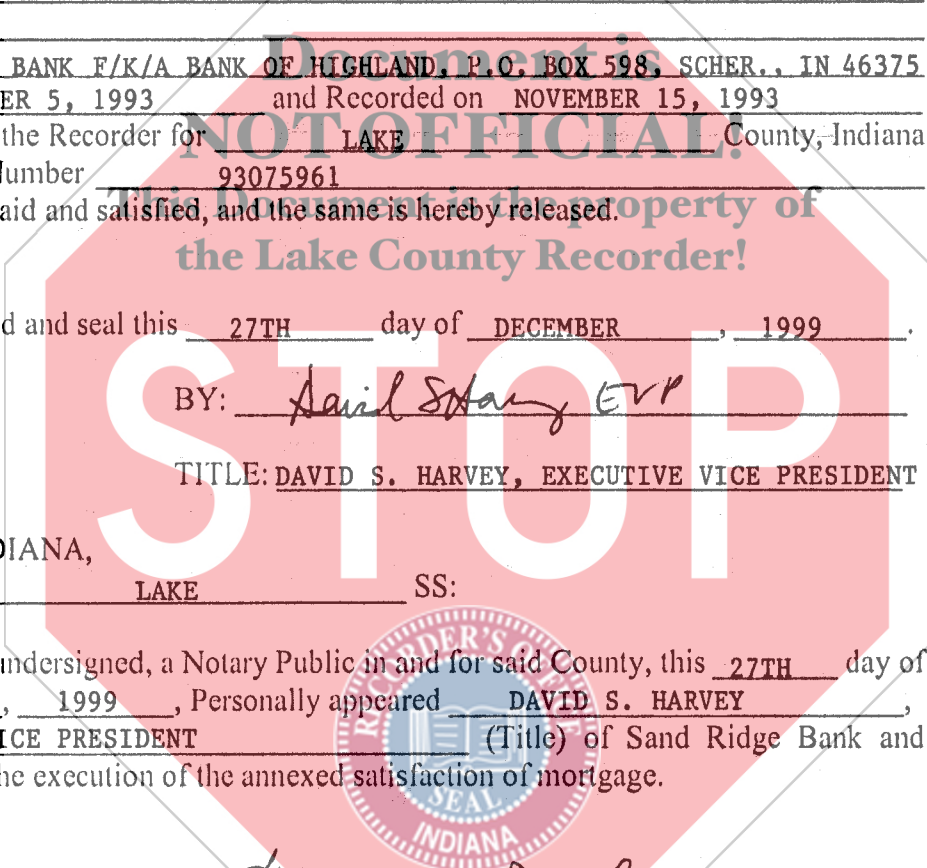 BANK F/K/A BANK OF HIGHLAND, P.O. BOX 598, SCHER., IN 46375
ER 5, 1993 and Recorded on NOVEMBER 15, 1993
the Recorder for LAKE County, Indiana
umber 93075961
aid and satisfied, and the same is hereby released.
Document is
NOT OFFICIAL!
This Document is the property of
the Lake County Recorder!
d and seal this 27TH day of DECEMBER, 1999.
STOP
BY: David S Harvey EVP
TITLE: DAVID S. HARVEY, EXECUTIVE VICE PRESIDENT
DIANA,
LAKE SS:
undersigned, a Notary Public in and for said County, this 27TH day of
, 1999, Personally appeared DAVID S. HARVEY,
ICE PRESIDENT (Title) of Sand Ridge Bank and
he execution of the annexed satisfaction of mortgage.
RECORDER'S OFFICE
SEAL
INDIANA